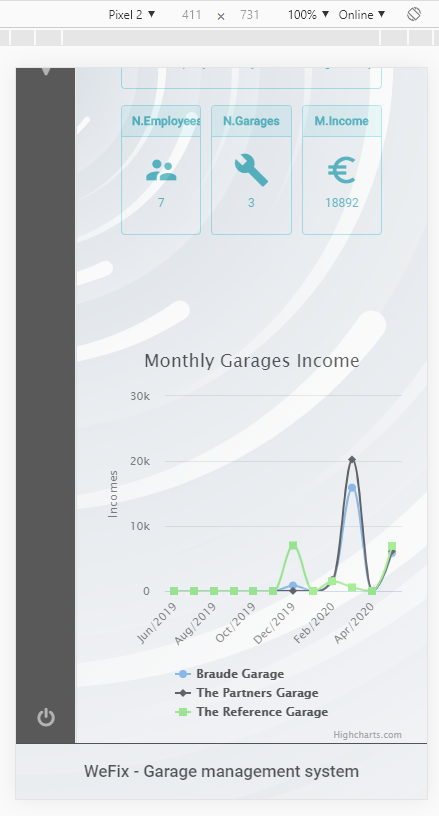 Pixel 2 ▼ 411 × 731 100% ▼ Online ▼
N.Employees N.Garages M.Income
7 3 18892
Monthly Garages Income
30k
20k
10k
0
Incomes
Jun/2019 Aug/2019 Oct/2019 Dec/2019 Feb/2020 Apr/2020
Braude Garage
The Partners Garage
The Reference Garage
Highcharts.com
WeFix - Garage management system